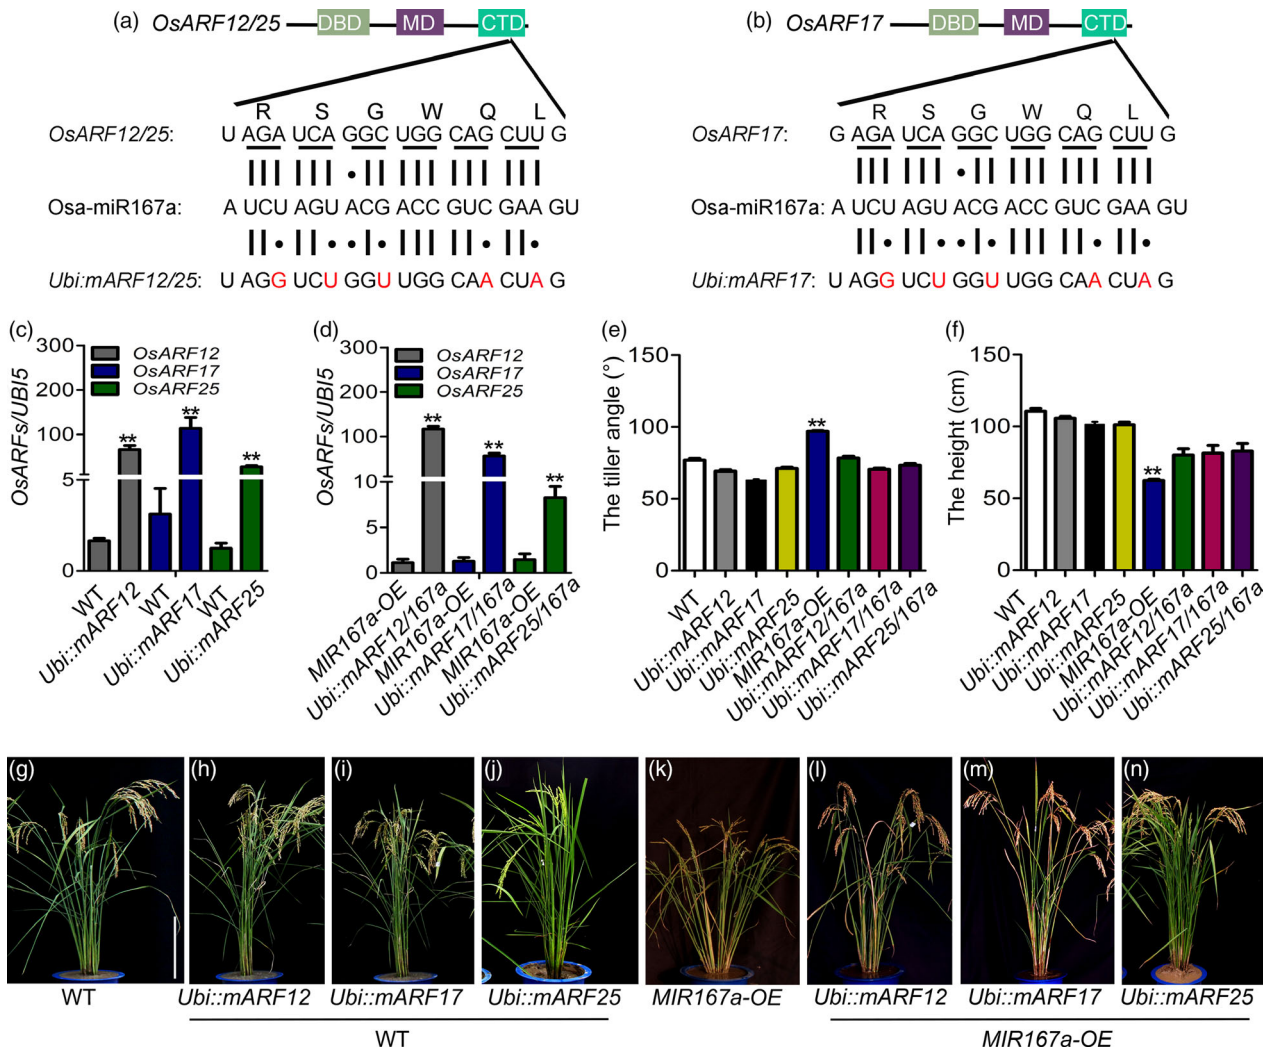 (a) OsARF12/25 DBD MD CTD
R S G W Q L
OsARF12/25: U AGA UCA GGC UGG CAG CUU G
Osa-miR167a: A UCU AGU ACG ACC GUC GAA GU
Ubi:mARF12/25: U AGG UCU GGU UGG CAA CUA G
(b) OsARF17 DBD MD CTD
R S G W Q L
OsARF17: G AGA UCA GGC UGG CAG CUU G
Osa-miR167a: A UCU AGU ACG ACC GUC GAA GU
Ubi:mARF17: U AGG UCU GGU UGG CAA CUA G
(c)
OsARFs/UBI5
300
200
100
5
0
OsARF12
OsARF17
OsARF25
** ** **
WT
Ubi::mARF12
WT
Ubi::mARF17
WT
Ubi::mARF25
(d)
OsARFs/UBI5
300
200
100
10
5
0
OsARF12
OsARF17
OsARF25
** ** **
MIR167a-OE
Ubi::mARF12/167a
MIR167a-OE
Ubi::mARF17/167a
MIR167a-OE
Ubi::mARF25/167a
(e)
The tiller angle (°)
150
100
50
0
**
WT
Ubi::mARF12
Ubi::mARF17
Ubi::mARF25
MIR167a-OE
Ubi::mARF12/167a
Ubi::mARF17/167a
Ubi::mARF25/167a
(f)
The height (cm)
150
100
50
0
**
WT
Ubi::mARF12
Ubi::mARF17
Ubi::mARF25
MIR167a-OE
Ubi::mARF12/167a
Ubi::mARF17/167a
Ubi::mARF25/167a
(g) (h) (i) (j) (k) (l) (m) (n)
WT Ubi::mARF12 Ubi::mARF17 Ubi::mARF25 MIR167a-OE Ubi::mARF12 Ubi::mARF17 Ubi::mARF25
WT MIR167a-OE